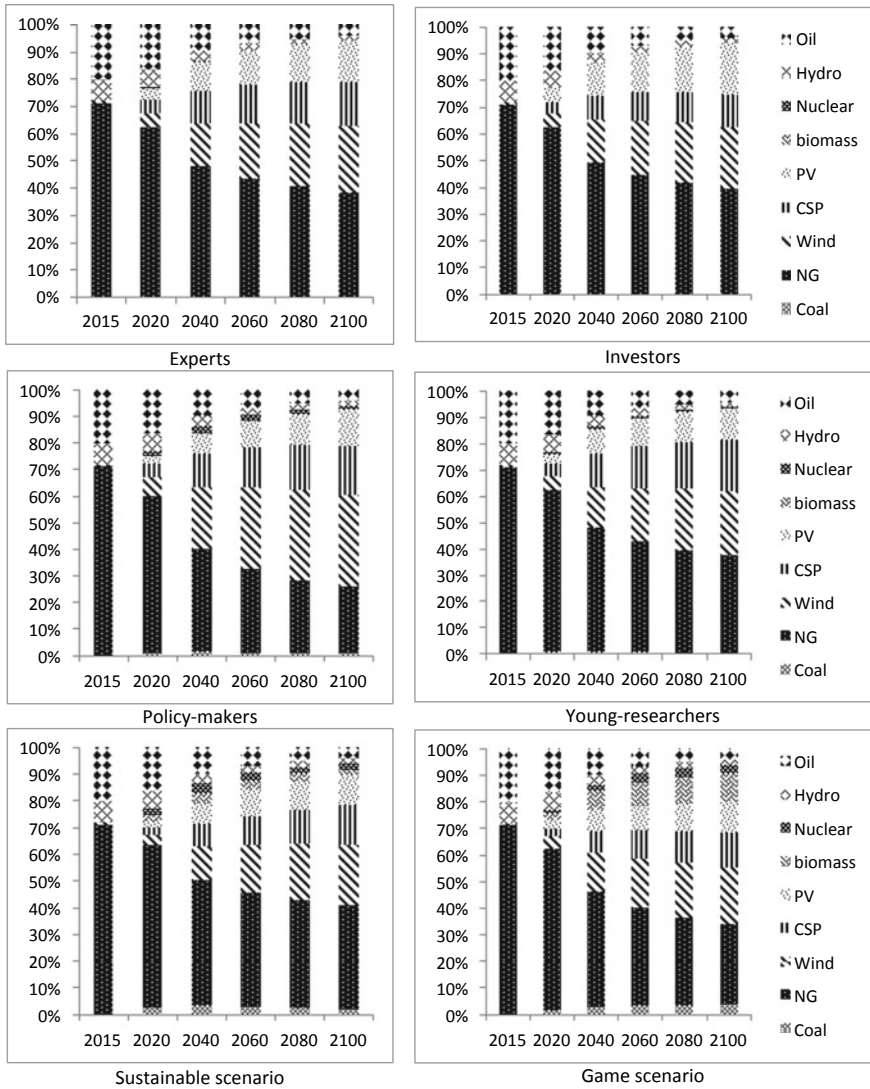 100%
90%
80%
70%
60%
50%
40%
30%
20%
10%
0%
2015 2020 2040 2060 2080 2100
Experts
100%
90%
80%
70%
60%
50%
40%
30%
20%
10%
0%
2015 2020 2040 2060 2080 2100
Oil
Hydro
Nuclear
biomass
PV
CSP
Wind
NG
Coal
Investors
100%
90%
80%
70%
60%
50%
40%
30%
20%
10%
0%
2015 2020 2040 2060 2080 2100
Policy-makers
100%
90%
80%
70%
60%
50%
40%
30%
20%
10%
0%
2015 2020 2040 2060 2080 2100
Oil
Hydro
Nuclear
biomass
PV
CSP
Wind
NG
Coal
Young-researchers
100%
90%
80%
70%
60%
50%
40%
30%
20%
10%
0%
2015 2020 2040 2060 2080 2100
Sustainable scenario
100%
90%
80%
70%
60%
50%
40%
30%
20%
10%
0%
2015 2020 2040 2060 2080 2100
Oil
Hydro
Nuclear
biomass
PV
CSP
Wind
NG
Coal
Game scenario